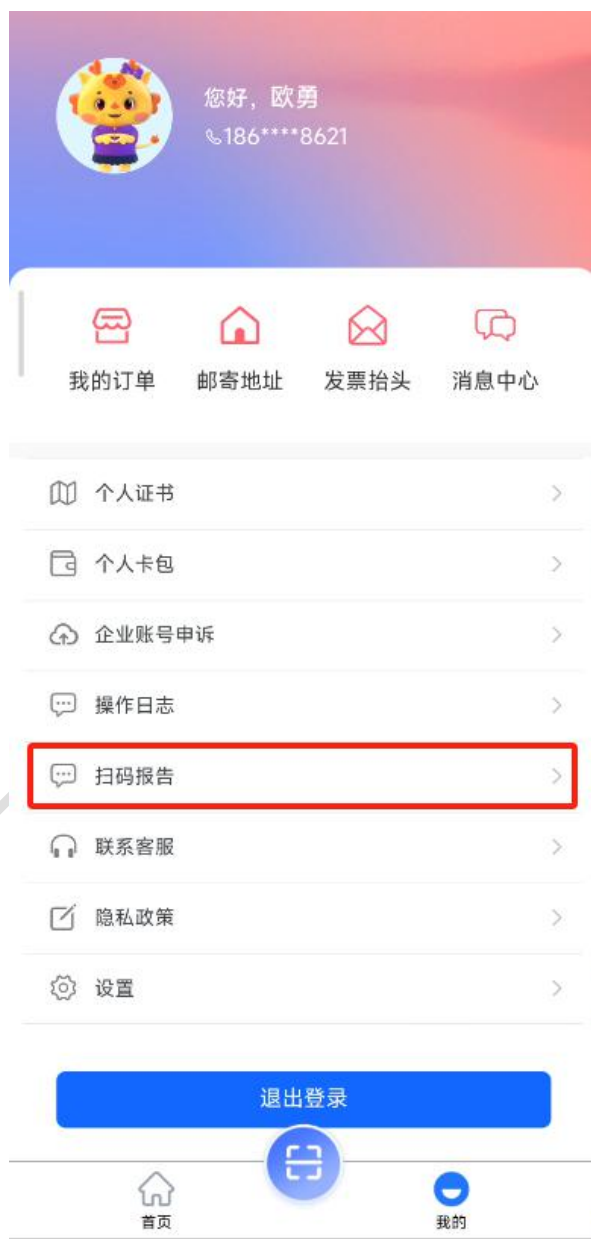 您好，欧勇
186****8621
我的订单 邮寄地址 发票抬头 消息中心
个人证书
个人卡包
企业账号申诉
操作日志
扫码报告
联系客服
隐私政策
设置
退出登录
首页 我的